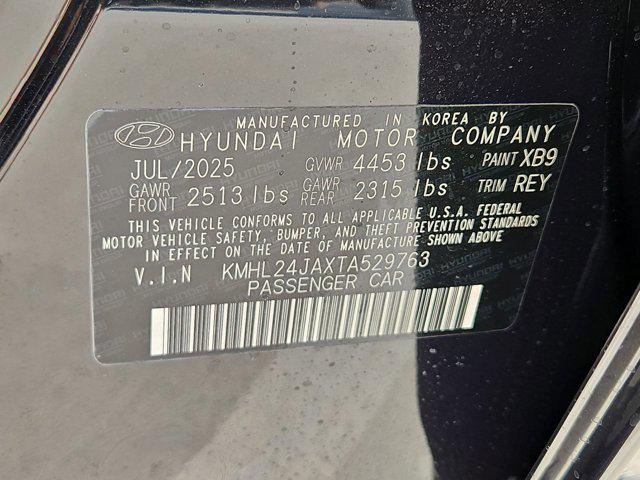 MANUFACTURED IN KOREA BY
HYUNDAI MOTOR COMPANY
JUL/2025 GVWR 4453 lbs PAINT XB9
GAWR FRONT 2513 lbs GAWR REAR 2315 lbs TRIM REY
THIS VEHICLE CONFORMS TO ALL APPLICABLE U.S.A. FEDERAL
MOTOR VEHICLE SAFETY, BUMPER, AND THEFT PREVENTION STANDARDS
IN EFFECT ON THE DATE OF MANUFACTURE SHOWN ABOVE
V.I.N KMHL24JAXTA529763
PASSENGER CAR